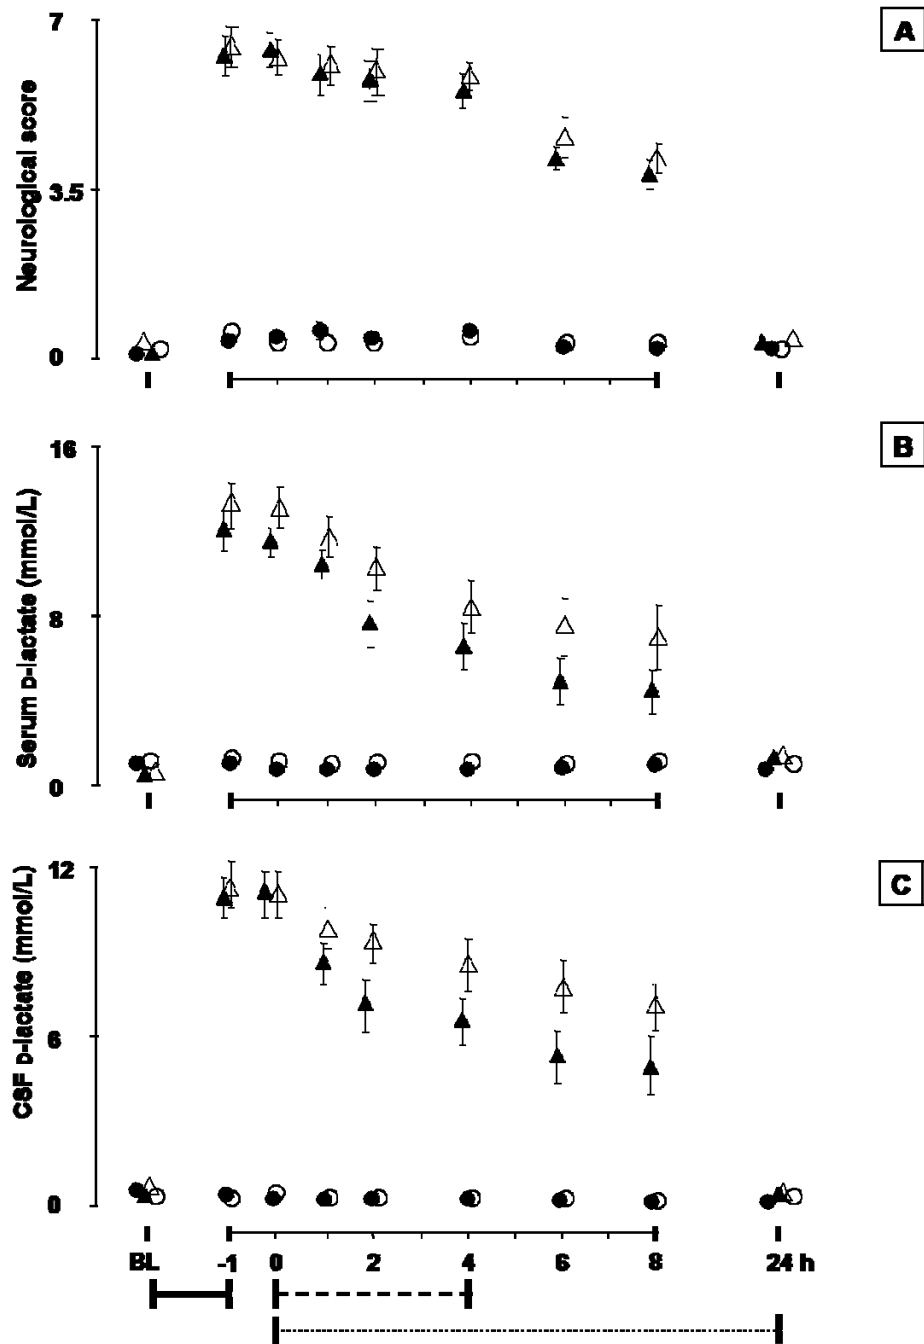 A
7
3.5
0
Neurological score
B
16
8
0
Serum D-lactate (mmol/L)
C
12
6
0
CSF D-lactate (mmol/L)
BL -1 0 2 4 6 8 24 h